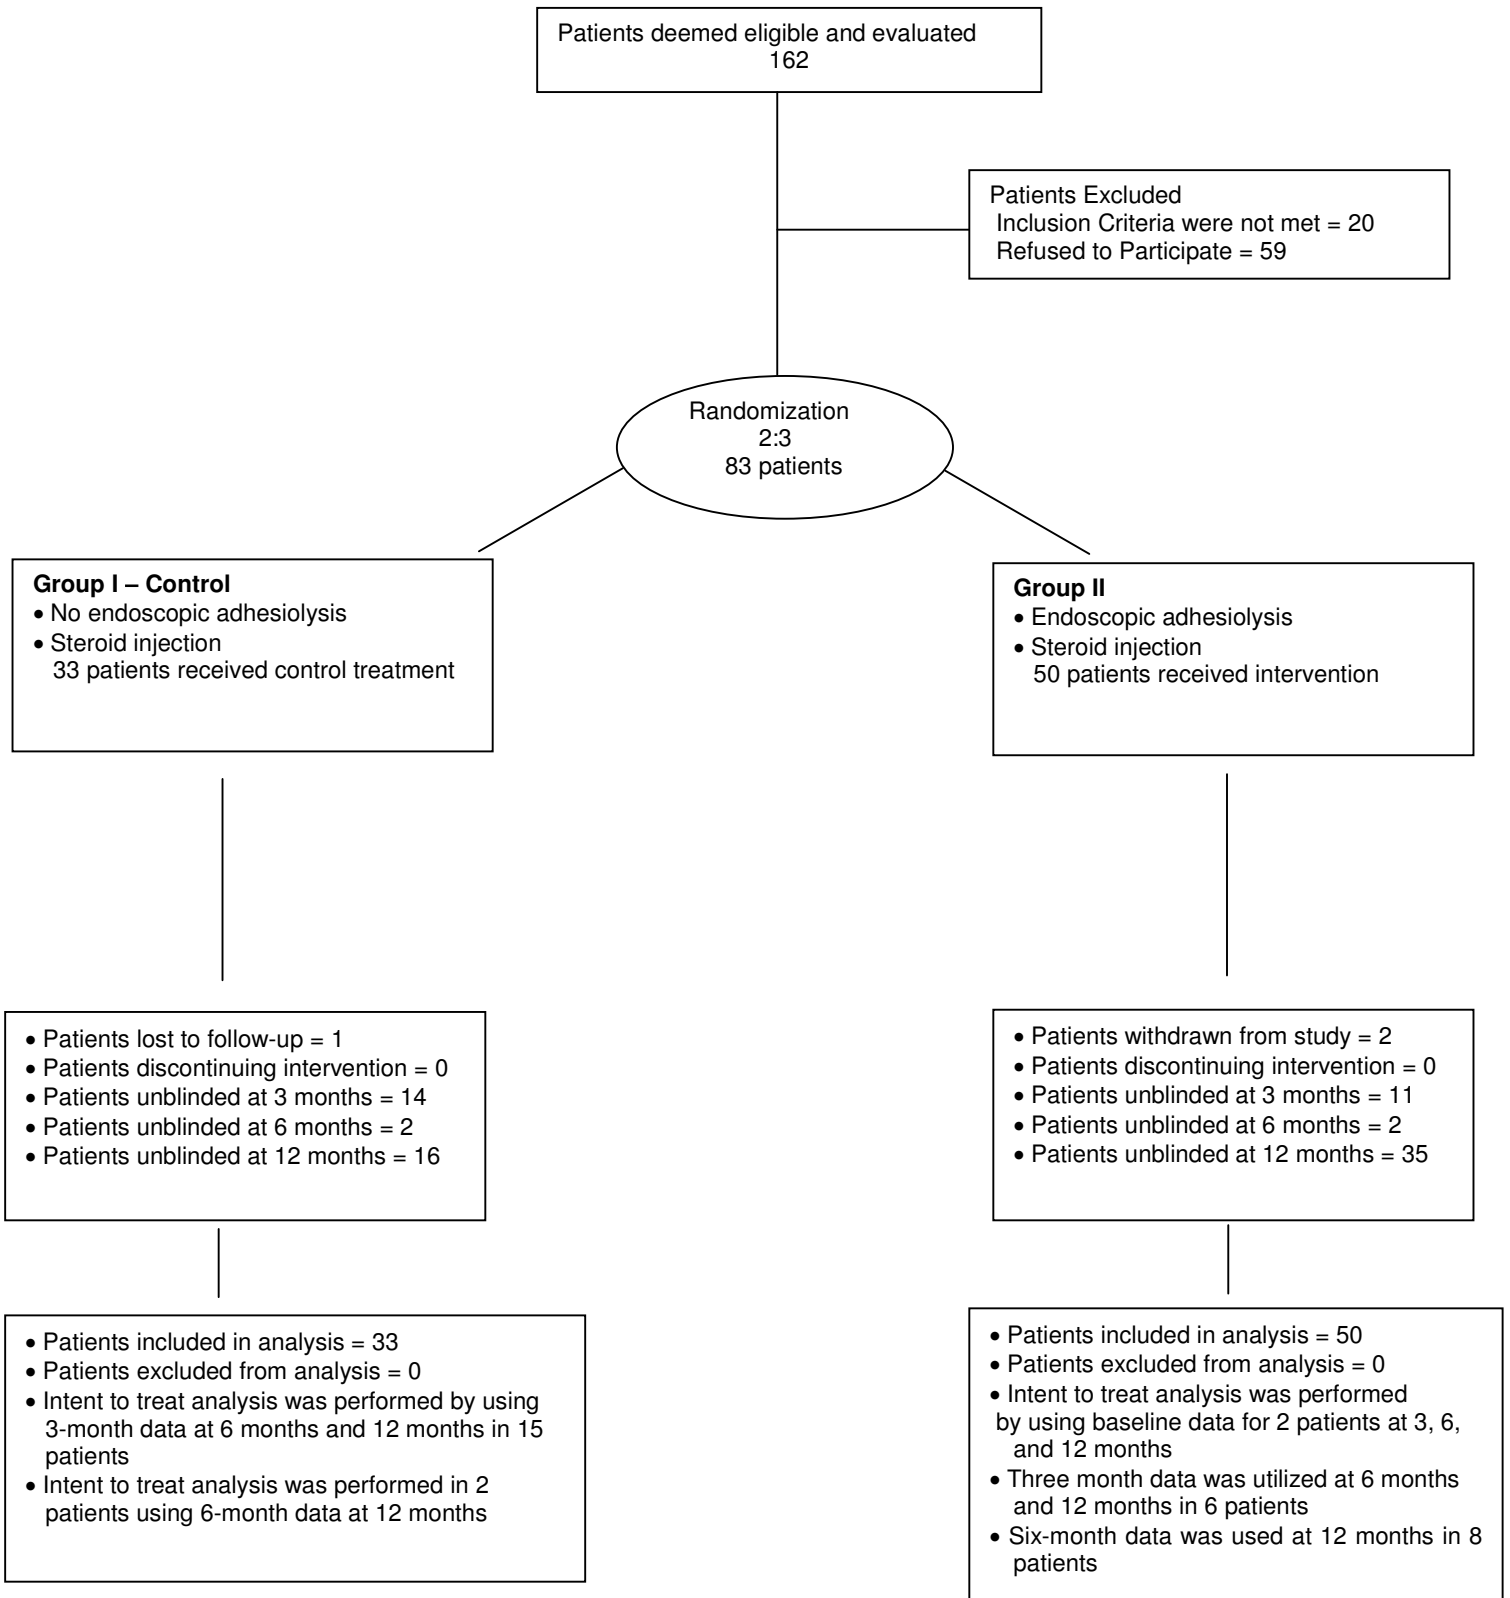 Patients deemed eligible and evaluated
162
Patients Excluded
Inclusion Criteria were not met = 20
Refused to Participate = 59
Randomization
2:3
83 patients
Group I – Control
• No endoscopic adhesiolysis
• Steroid injection
33 patients received control treatment
Group II
• Endoscopic adhesiolysis
• Steroid injection
50 patients received intervention
• Patients lost to follow-up = 1
• Patients discontinuing intervention = 0
• Patients unblinded at 3 months = 14
• Patients unblinded at 6 months = 2
• Patients unblinded at 12 months = 16
• Patients withdrawn from study = 2
• Patients discontinuing intervention = 0
• Patients unblinded at 3 months = 11
• Patients unblinded at 6 months = 2
• Patients unblinded at 12 months = 35
• Patients included in analysis = 33
• Patients excluded from analysis = 0
• Intent to treat analysis was performed by using
3-month data at 6 months and 12 months in 15
patients
• Intent to treat analysis was performed in 2
patients using 6-month data at 12 months
• Patients included in analysis = 50
• Patients excluded from analysis = 0
• Intent to treat analysis was performed
by using baseline data for 2 patients at 3, 6,
and 12 months
• Three month data was utilized at 6 months
and 12 months in 6 patients
• Six-month data was used at 12 months in 8
patients